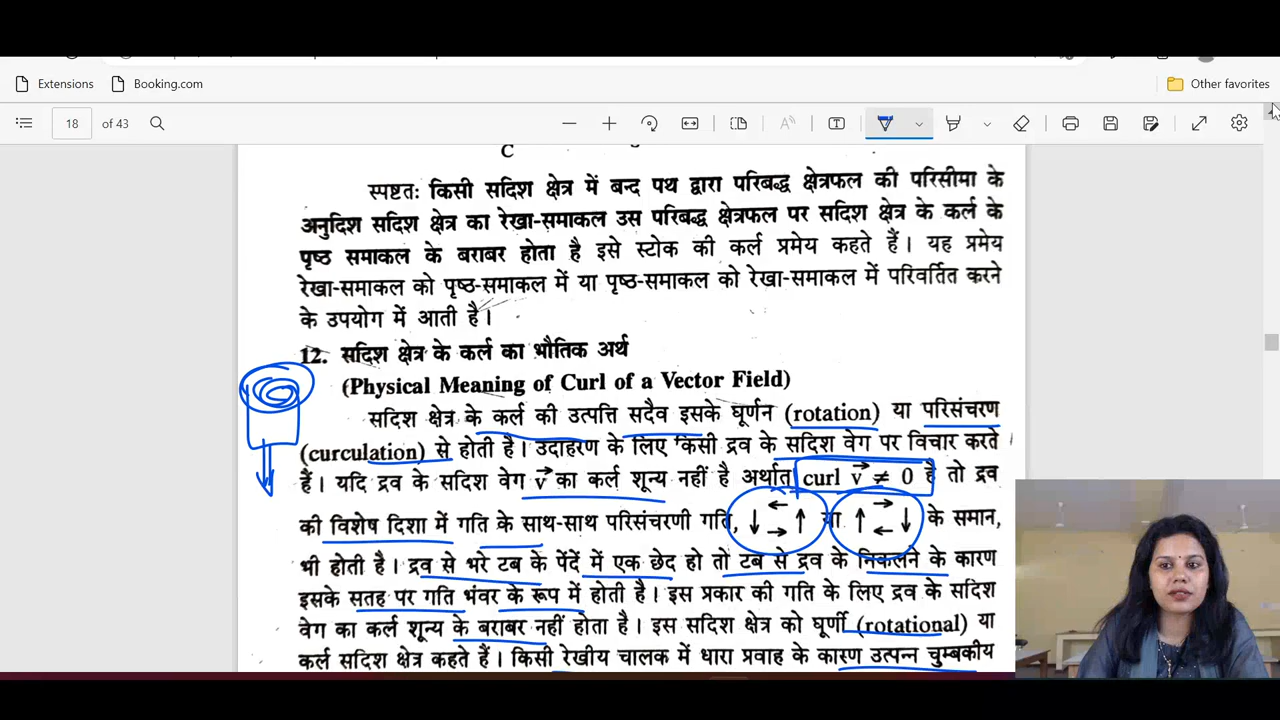 Extensions Booking.com Other favorites
18 of 43
C
स्पष्टतः किसी सदिश क्षेत्र में बन्द पथ द्वारा परिबद्ध क्षेत्रफल की परिसीमा के
अनुदिश सदिश क्षेत्र का रेखा-समाकल उस परिबद्ध क्षेत्रफल पर सदिश क्षेत्र के कर्ल के
पृष्ठ समाकल के बराबर होता है इसे स्टोक की कर्ल प्रमेय कहते हैं। यह प्रमेय
रेखा-समाकल को पृष्ठ-समाकल में या पृष्ठ-समाकल को रेखा-समाकल में परिवर्तित करने
के उपयोग में आती है।
12. सदिश क्षेत्र के कर्ल का भौतिक अर्थ
(Physical Meaning of Curl of a Vector Field)
सदिश क्षेत्र के कर्ल की उत्पत्ति सदैव इसके घूर्णन (rotation) या परिसंचरण
(curculation) से होती है। उदाहरण के लिए किसी द्रव के सदिश वेग पर विचार करते
हैं। यदि द्रव के सदिश वेग v⃗ का कर्ल शून्य नहीं है अर्थात् curl v⃗ ≠ 0 है तो द्रव
की विशेष दिशा में गति के साथ-साथ परिसंचरणी गति, ↓ ← → ↑ या ↑ → ← ↓ के समान,
भी होती है। द्रव से भरे टब के पेंदें में एक छेद हो तो टब से द्रव के निकलने के कारण
इसके सतह पर गति भंवर के रूप में होती है। इस प्रकार की गति के लिए द्रव के सदिश
वेग का कर्ल शून्य के बराबर नहीं होता है। इस सदिश क्षेत्र को घूर्णी (rotational) या
कर्ल सदिश क्षेत्र कहते हैं। किसी रेखीय चालक में धारा प्रवाह के कारण उत्पन्न चुम्बकीय